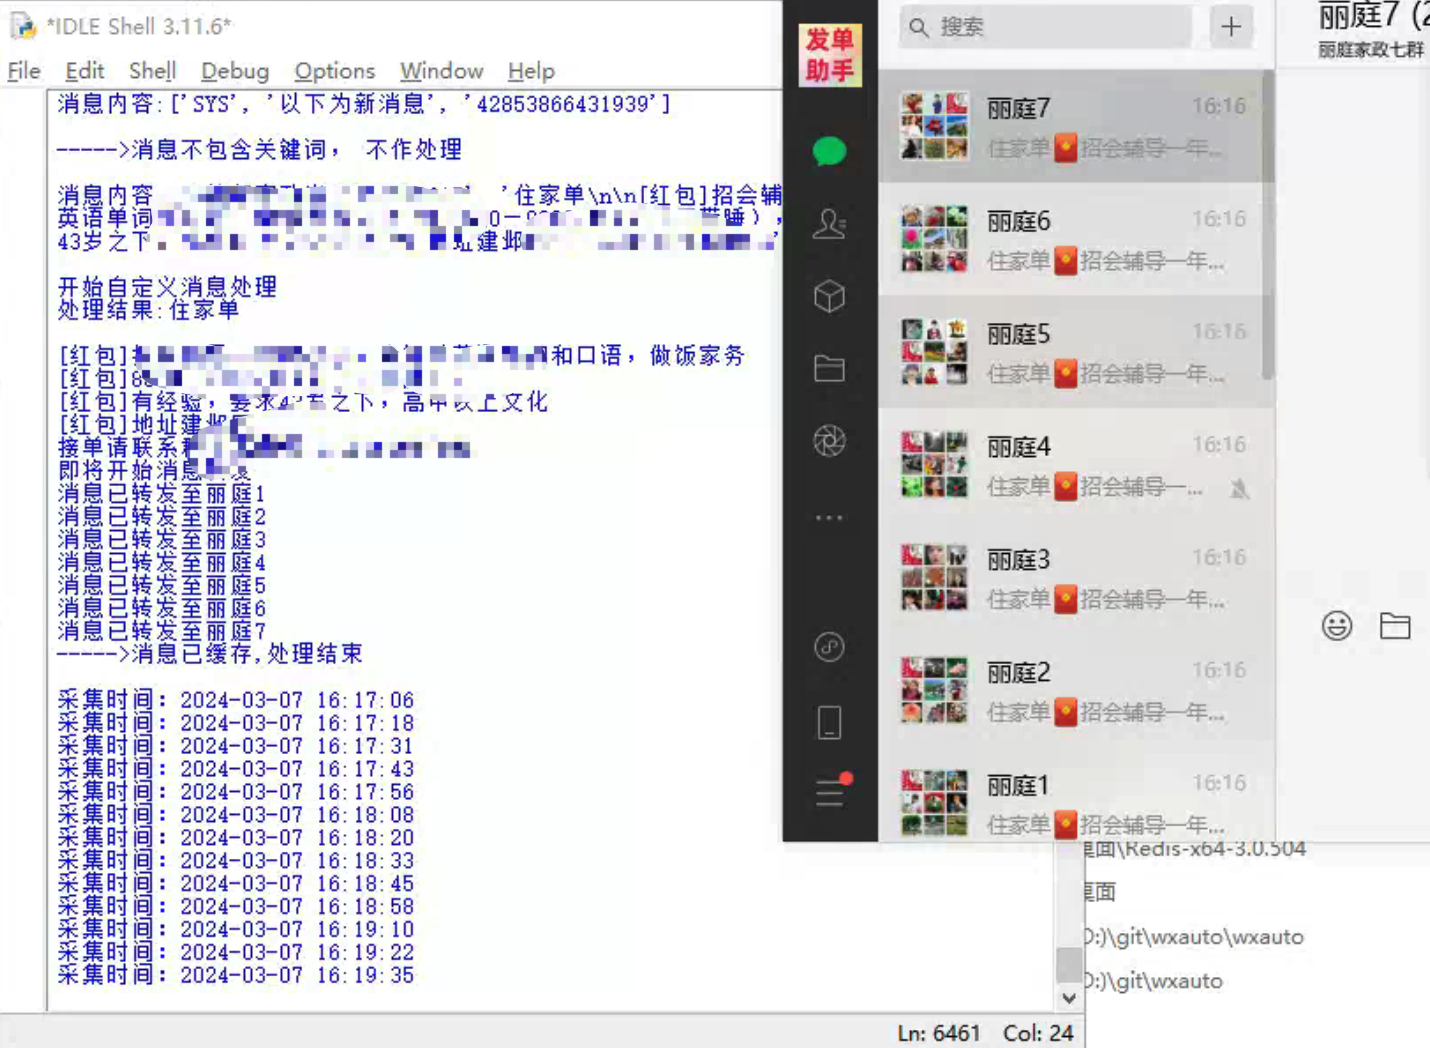 *IDLE Shell 3.11.6*
File Edit Shell Debug Options Window Help
消息内容:['SYS', '以下为新消息', '42853866431939']
----->消息不包含关键词， 不作处理
消息内容 '住家单\n\n[红包]招会辅
英语单词
43岁之下
开始自定义消息处理
处理结果:住家单
[红包] 和口语，做饭家务
[红包]8
[红包]有经验，要求 之下，高中以上文化
[红包]地址建邺
接单请联系
即将开始消息
消息已转发至丽庭1
消息已转发至丽庭2
消息已转发至丽庭3
消息已转发至丽庭4
消息已转发至丽庭5
消息已转发至丽庭6
消息已转发至丽庭7
----->消息已缓存,处理结束
采集时间: 2024-03-07 16:17:06
采集时间: 2024-03-07 16:17:18
采集时间: 2024-03-07 16:17:31
采集时间: 2024-03-07 16:17:43
采集时间: 2024-03-07 16:17:56
采集时间: 2024-03-07 16:18:08
采集时间: 2024-03-07 16:18:20
采集时间: 2024-03-07 16:18:33
采集时间: 2024-03-07 16:18:45
采集时间: 2024-03-07 16:18:58
采集时间: 2024-03-07 16:19:10
采集时间: 2024-03-07 16:19:22
采集时间: 2024-03-07 16:19:35
Ln: 6461 Col: 24
发单
助手
搜索
丽庭7 16:16
住家单 招会辅导一年...
丽庭6 16:16
住家单 招会辅导一年...
丽庭5 16:16
住家单 招会辅导一年...
丽庭4 16:16
住家单 招会辅导一...
丽庭3 16:16
住家单 招会辅导一年...
丽庭2 16:16
住家单 招会辅导一年...
丽庭1 16:16
住家单 招会辅导一年...
丽庭7 (2
丽庭家政七群
桌面\Redis-x64-3.0.504
桌面
D:)\git\wxauto\wxauto
D:)\git\wxauto